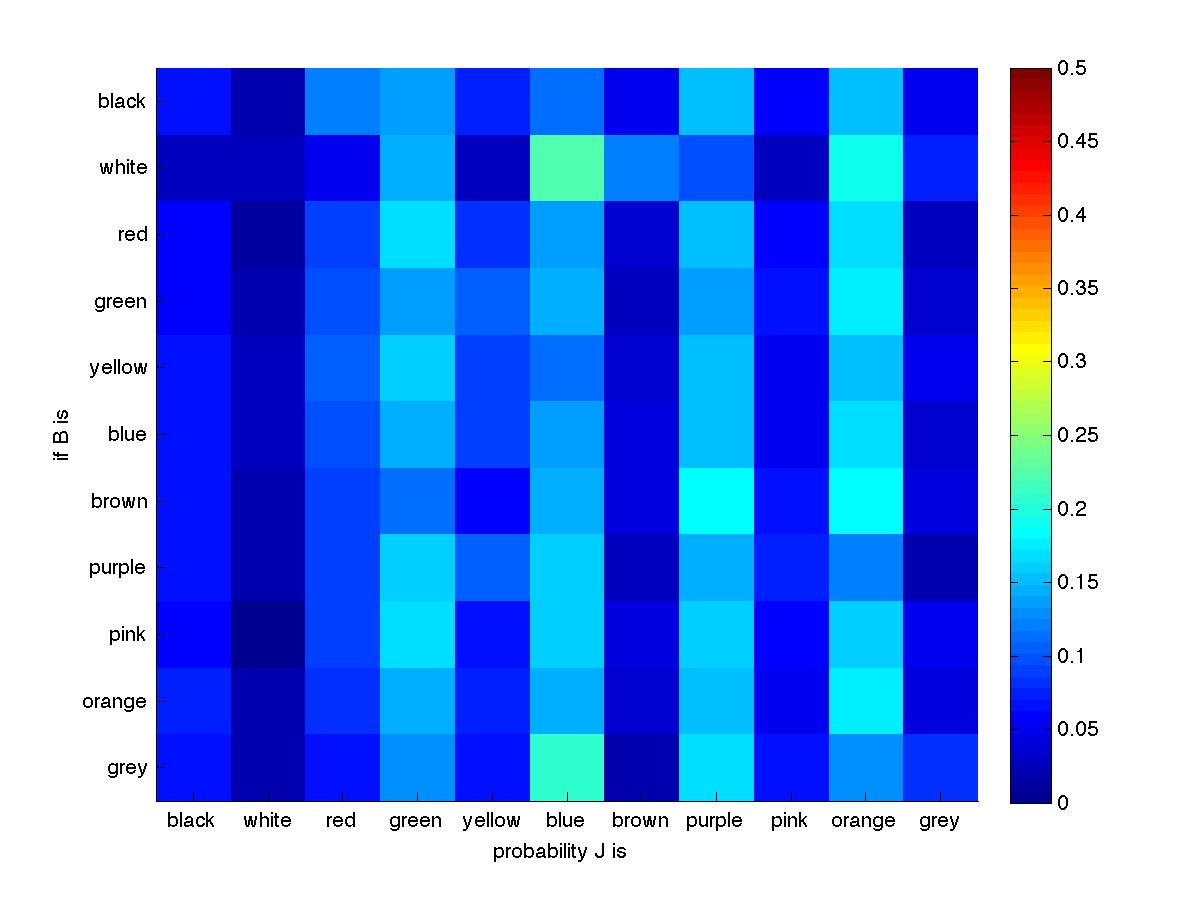 black
white
red
green
yellow
blue
brown
purple
pink
orange
grey
if B is
black white red green yellow blue brown purple pink orange grey
probability J is
0.5
0.45
0.4
0.35
0.3
0.25
0.2
0.15
0.1
0.05
0